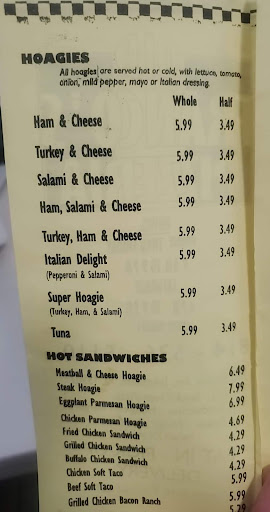 HOAGIES
All hoagies are served hot or cold, with lettuce, tomato,
onion, mild pepper, mayo or Italian dressing.
Whole Half
Ham & Cheese 5.99 3.49
Turkey & Cheese 5.99 3.49
Salami & Cheese 5.99 3.49
Ham, Salami & Cheese 5.99 3.49
Turkey, Ham & Cheese 5.99 3.49
Italian Delight 5.99 3.49
(Pepperoni & Salami)
Super Hoagie 5.99 3.49
(Turkey, Ham, & Salami)
Tuna 5.99 3.49
HOT SANDWICHES
Meatball & Cheese Hoagie 6.49
Steak Hoagie 7.99
Eggplant Parmesan Hoagie 6.99
Chicken Parmesan Hoagie 4.69
Fried Chicken Sandwich 4.29
Grilled Chicken Sandwich 4.29
Buffalo Chicken Sandwich 4.29
Chicken Soft Taco 5.99
Beef Soft Taco 5.99
Grilled Chicken Bacon Ranch 5.29